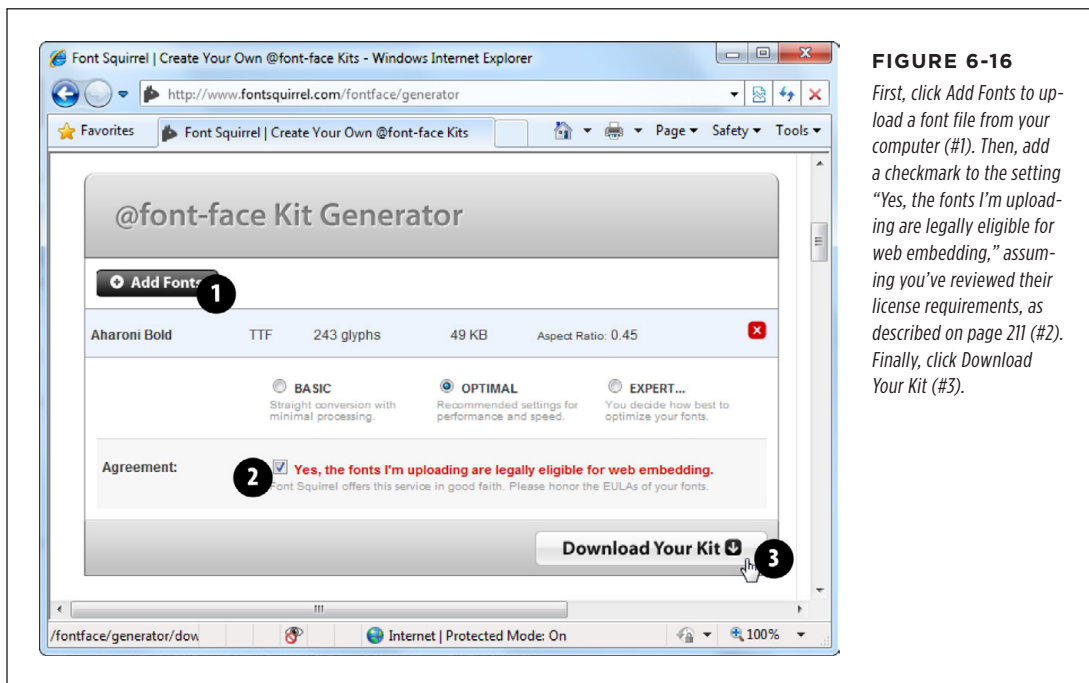 Font Squirrel | Create Your Own @font-face Kits - Windows Internet Explorer
http://www.fontsquirrel.com/fontface/generator
Favorites
Font Squirrel | Create Your Own @font-face Kits
Page
Safety
Tools
@font-face Kit Generator
Add Fonts
1
Aharoni Bold TTF 243 glyphs 49 KB Aspect Ratio: 0.45
BASIC
Straight conversion with
minimal processing.
OPTIMAL
Recommended settings for
performance and speed.
EXPERT...
You decide how best to
optimize your fonts.
Agreement:
2
Yes, the fonts I'm uploading are legally eligible for web embedding.
Font Squirrel offers this service in good faith. Please honor the EULAs of your fonts.
Download Your Kit
3
/fontface/generator/dow
Internet | Protected Mode: On
100%
FIGURE 6-16
First, click Add Fonts to up-
load a font file from your
computer (#1). Then, add
a checkmark to the setting
“Yes, the fonts I’m upload-
ing are legally eligible for
web embedding,” assum-
ing you’ve reviewed their
license requirements, as
described on page 211 (#2).
Finally, click Download
Your Kit (#3).